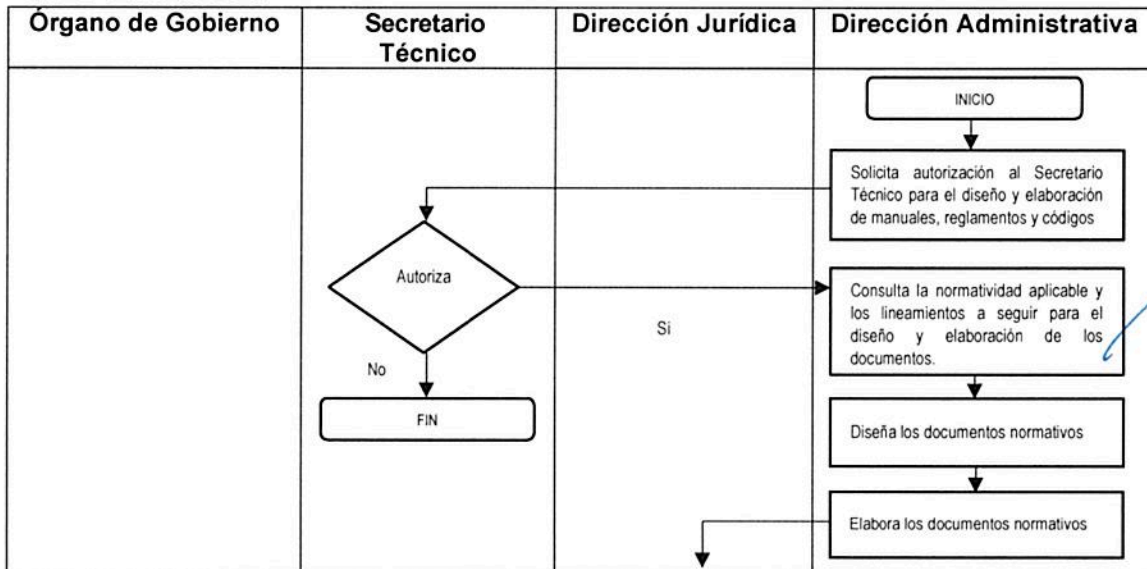 Órgano de Gobierno
Secretario
Técnico
Dirección Jurídica
Dirección Administrativa
INICIO
Solicita autorización al Secretario
Técnico para el diseño y elaboración
de manuales, reglamentos y códigos
Autoriza
Consulta la normatividad aplicable y
los lineamientos a seguir para el
diseño y elaboración de los
documentos.
Si
No
FIN
Diseña los documentos normativos
Elabora los documentos normativos